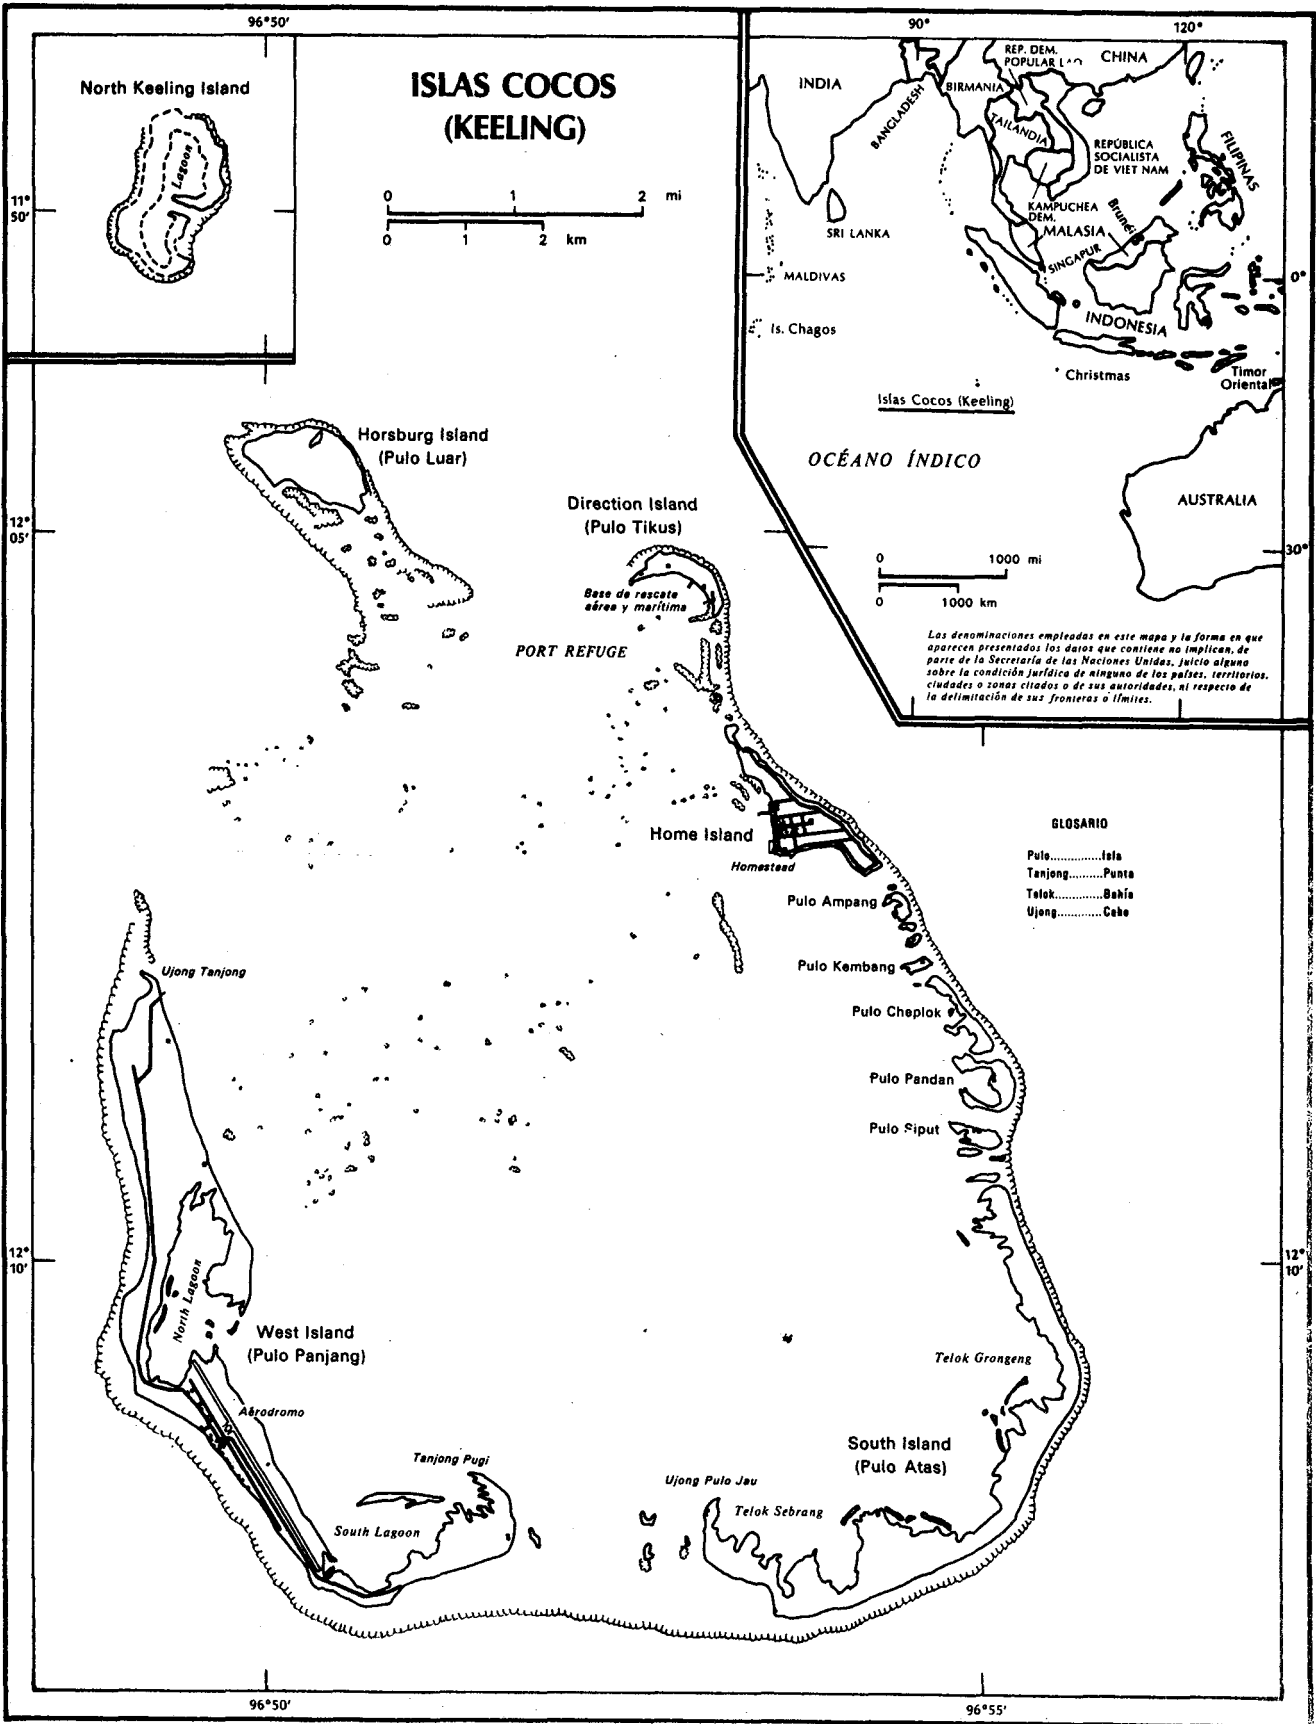 96°50'
North Keeling Island
Lagoon
11°
50'
ISLAS COCOS
(KEELING)
0 1 2 mi
0 1 2 km
90°
120°
REP. DEM.
POPULAR
CHINA
INDIA
BIRMANIA
BANGLADESH
TAILANDIA
REPÚBLICA
SOCIALISTA
DE VIET NAM
FILIPINAS
KAMPUCHEA
DEM.
Brunéi
SRI LANKA
MALASIA
SINGAPUR
MALDIVAS
0°
Is. Chagos
INDONESIA
Christmas
Timor
Oriental
Islas Cocos (Keeling)
OCÉANO ÍNDICO
AUSTRALIA
30°
0 1000 mi
0 1000 km
Las denominaciones empleadas en este mapa y la forma en que
aparecen presentados los datos que contiene no implican, de
parte de la Secretaría de las Naciones Unidas, juicio alguno
sobre la condición jurídica de ninguno de los países, territorios,
ciudades o zonas citados o de sus autoridades, ni respecto de
la delimitación de sus fronteras o límites.
Horsburg Island
(Pulo Luar)
Direction Island
(Pulo Tikus)
12°
05'
Base de rescate
aérea y marítima
PORT REFUGE
Home Island
Homestead
GLOSARIO
Pulo..............Isla
Tanjong..........Punta
Telok.............Bahía
Ujong.............Cabo
Pulo Ampang
Pulo Kembang
Ujong Tanjong
Pulo Cheplok
Pulo Pandan
Pulo Siput
12°
10'
12°
10'
North Lagoon
West Island
(Pulo Panjang)
Telok Grongeng
Aérodromo
South Island
(Pulo Atas)
Tanjong Pugi
Ujong Pulo Jau
Telok Sebrang
South Lagoon
96°50'
96°55'